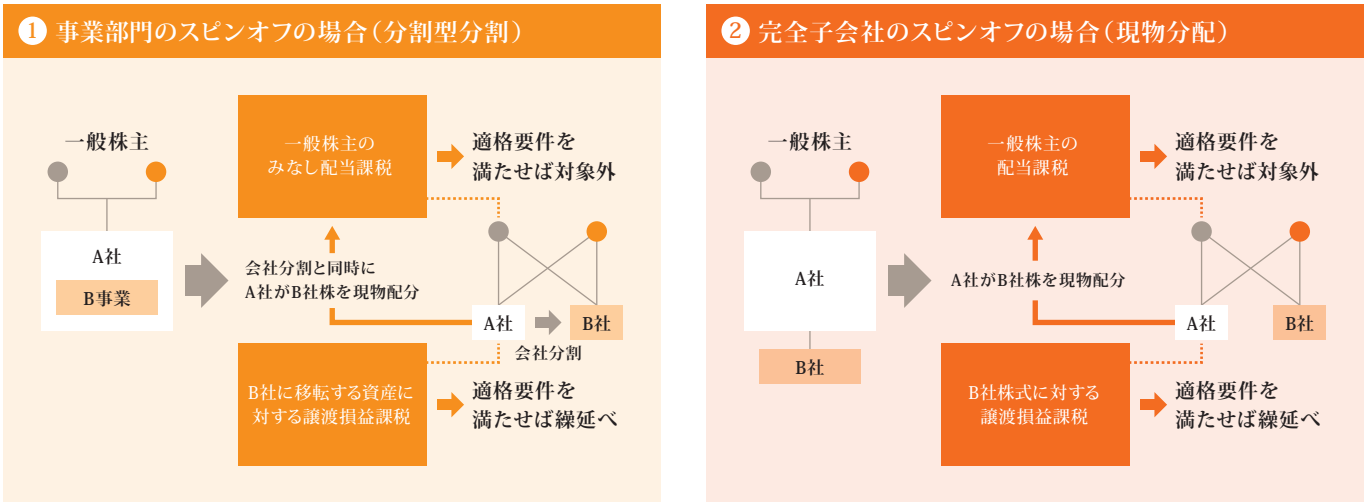 1 事業部門のスピンオフの場合（分割型分割）
一般株主
A社
B事業
一般株主の
みなし配当課税
適格要件を
満たせば対象外
会社分割と同時に
A社がB社株を現物配分
A社
B社
会社分割
B社に移転する資産に
対する譲渡損益課税
適格要件を
満たせば繰延べ
2 完全子会社のスピンオフの場合（現物分配）
一般株主
A社
B社
一般株主の
配当課税
適格要件を
満たせば対象外
A社がB社株を現物配分
A社
B社
B社株式に対する
譲渡損益課税
適格要件を
満たせば繰延べ